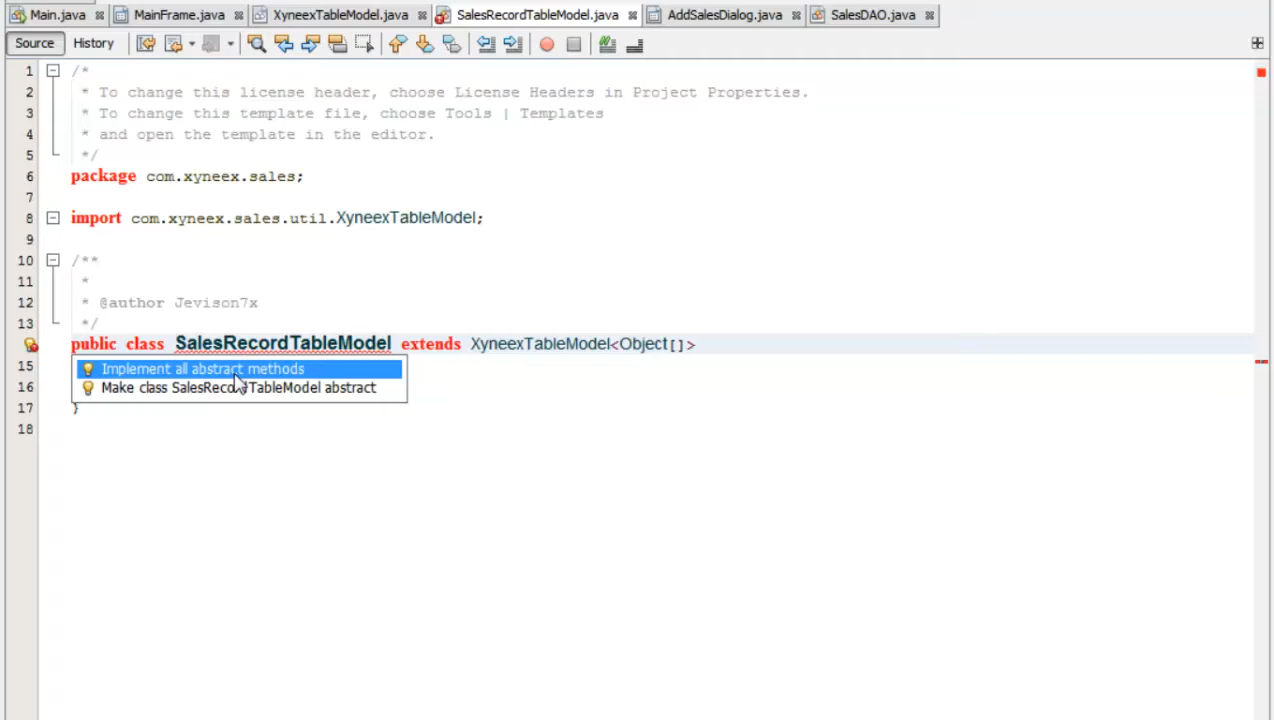 Main.java MainFrame.java XyneexTableModel.java SalesRecordTableModel.java AddSalesDialog.java SalesDAO.java
Source History
1 /*
2 * To change this license header, choose License Headers in Project Properties.
3 * To change this template file, choose Tools | Templates
4 * and open the template in the editor.
5 */
6 package com.xyneex.sales;
7
8 import com.xyneex.sales.util.XyneexTableModel;
9
10 /**
11 *
12 * @author Jevison7x
13 */
public class SalesRecordTableModel extends XyneexTableModel<Object[]>
15 Implement all abstract methods
16 Make class SalesRecordTableModel abstract
17 }
18